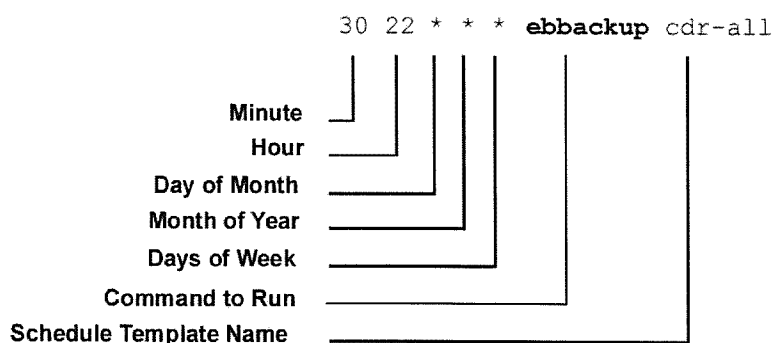 30 22 * * * ebbackup cdr-all
Minute
Hour
Day of Month
Month of Year
Days of Week
Command to Run
Schedule Template Name